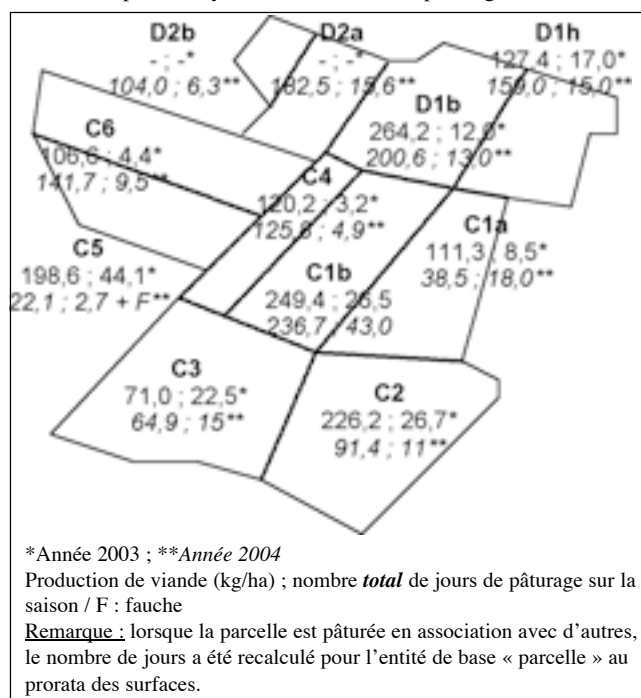 D2b
- ; -*
104,0 ; 6,3**
D2a
- ; -*
182,5 ; 15,6**
D1h
127,4 ; 17,0*
159,0 ; 15,0**
D1b
264,2 ; 12,0*
200,6 ; 13,0**
C6
106,6 ; 4,4*
141,7 ; 9,5**
C4
120,2 ; 3,2*
; 4,9**
C1a
111,3 ; 8,5*
38,5 ; 18,0**
C5
198,6 ; 44,1*
22,1 ; 2,7 + F**
C1b
249,4 ; 26,5
236,7 ; 43,0
C3
71,0 ; 22,5*
64,9 ; 15**
C2
226,2 ; 26,7*
91,4 ; 11**
*Année 2003 ; **Année 2004
Production de viande (kg/ha) ; nombre total de jours de pâturage sur la
saison / F : fauche
Remarque : lorsque la parcelle est pâturée en association avec d’autres,
le nombre de jours a été recalculé pour l’entité de base « parcelle » au
prorata des surfaces.